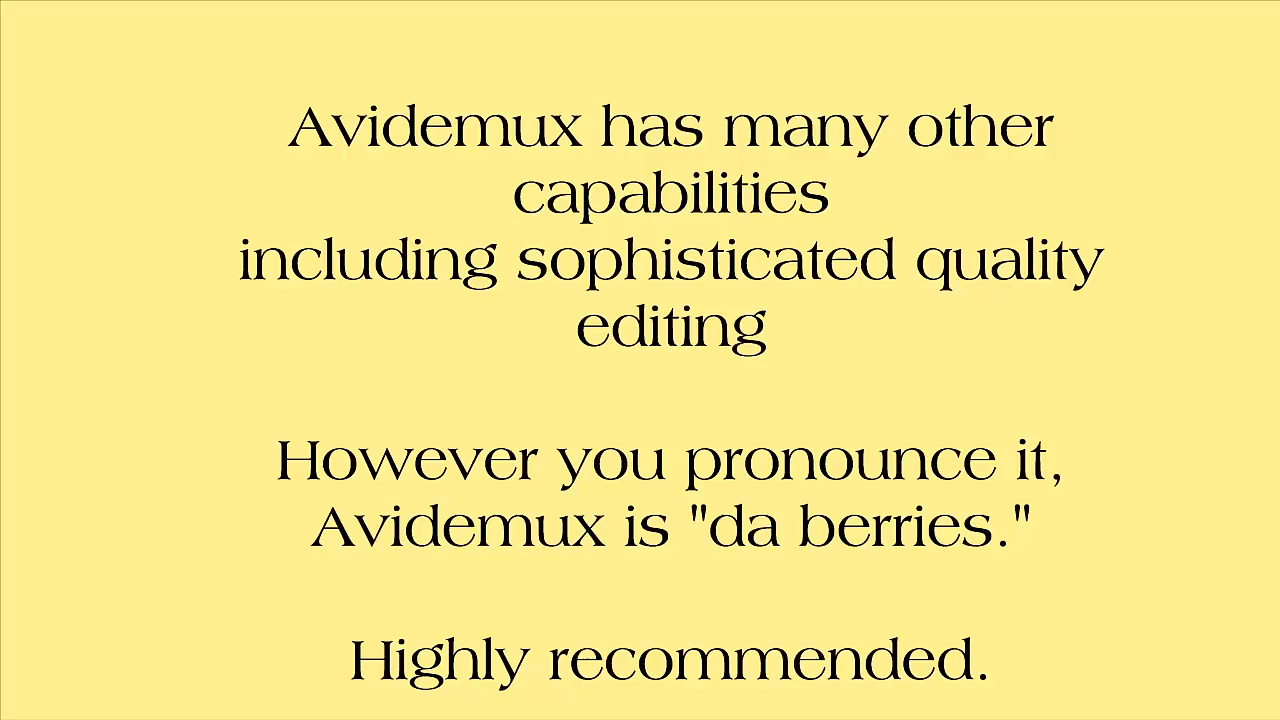 Avidemux has many other
capabilities
including sophisticated quality
editing
However you pronounce it,
Avidemux is "da berries."
Highly recommended.